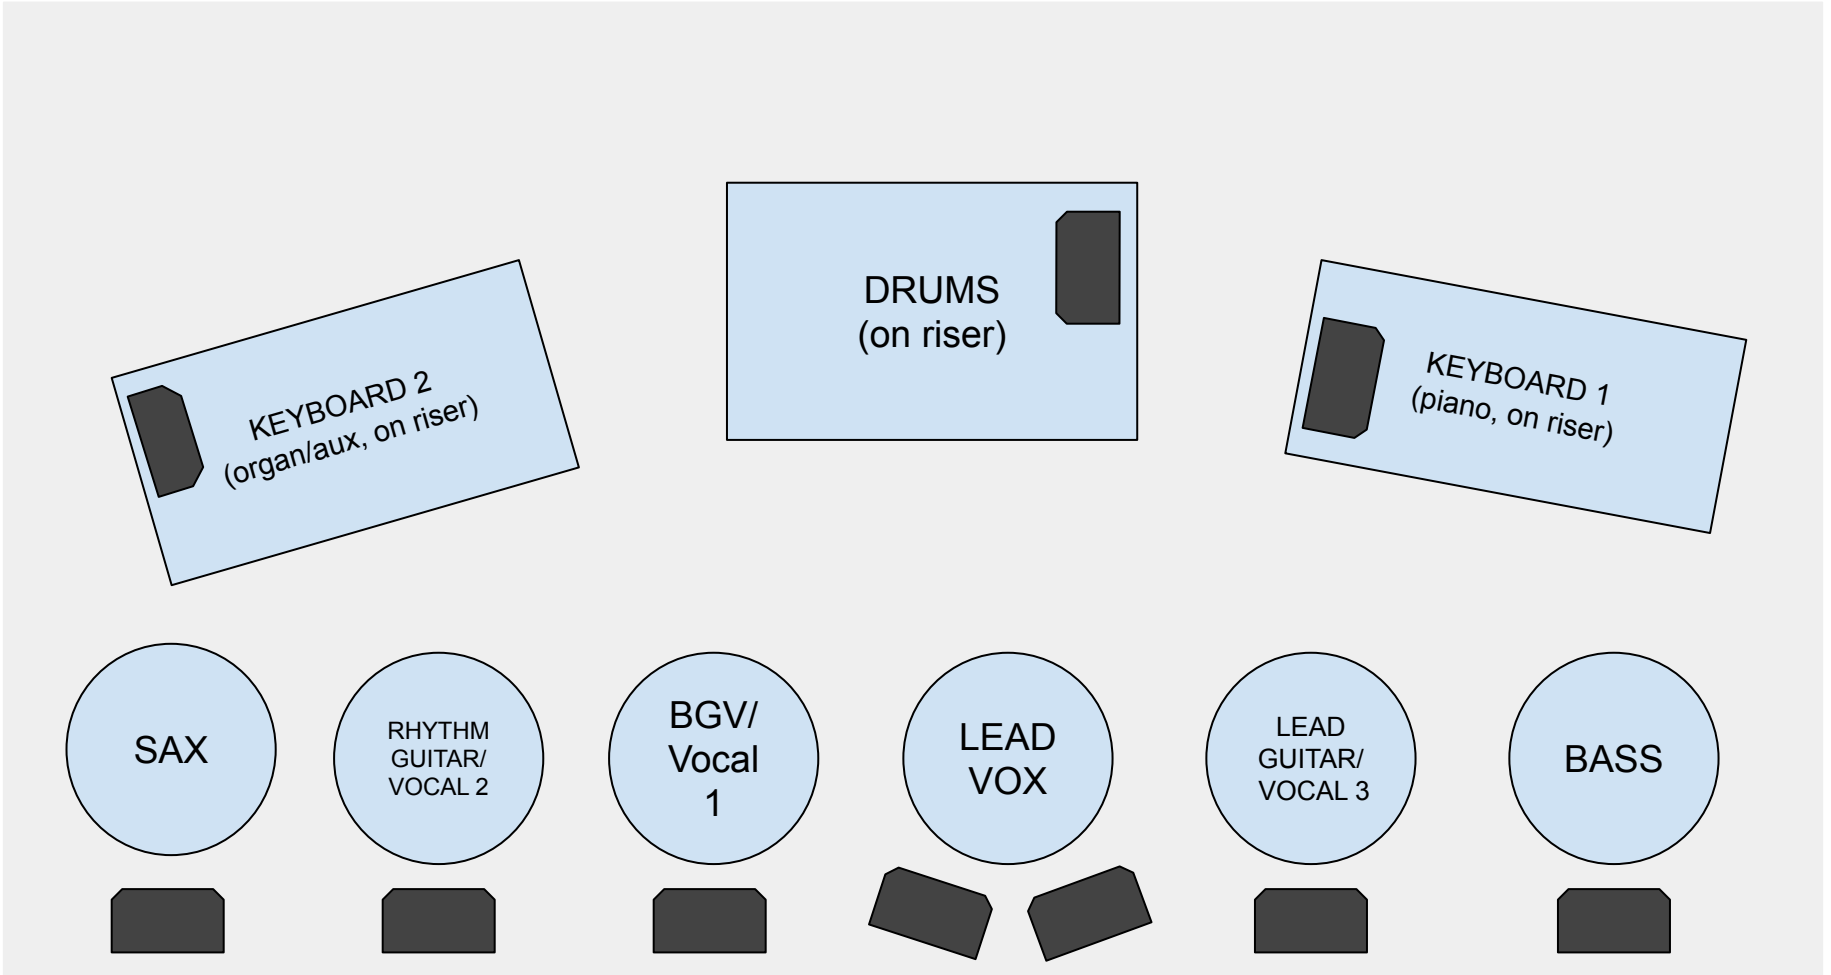 DRUMS
(on riser)
KEYBOARD 2
(organ/aux, on riser)
KEYBOARD 1
(piano, on riser)
SAX
RHYTHM
GUITAR/
VOCAL 2
BGV/
Vocal
1
LEAD
VOX
LEAD
GUITAR/
VOCAL 3
BASS